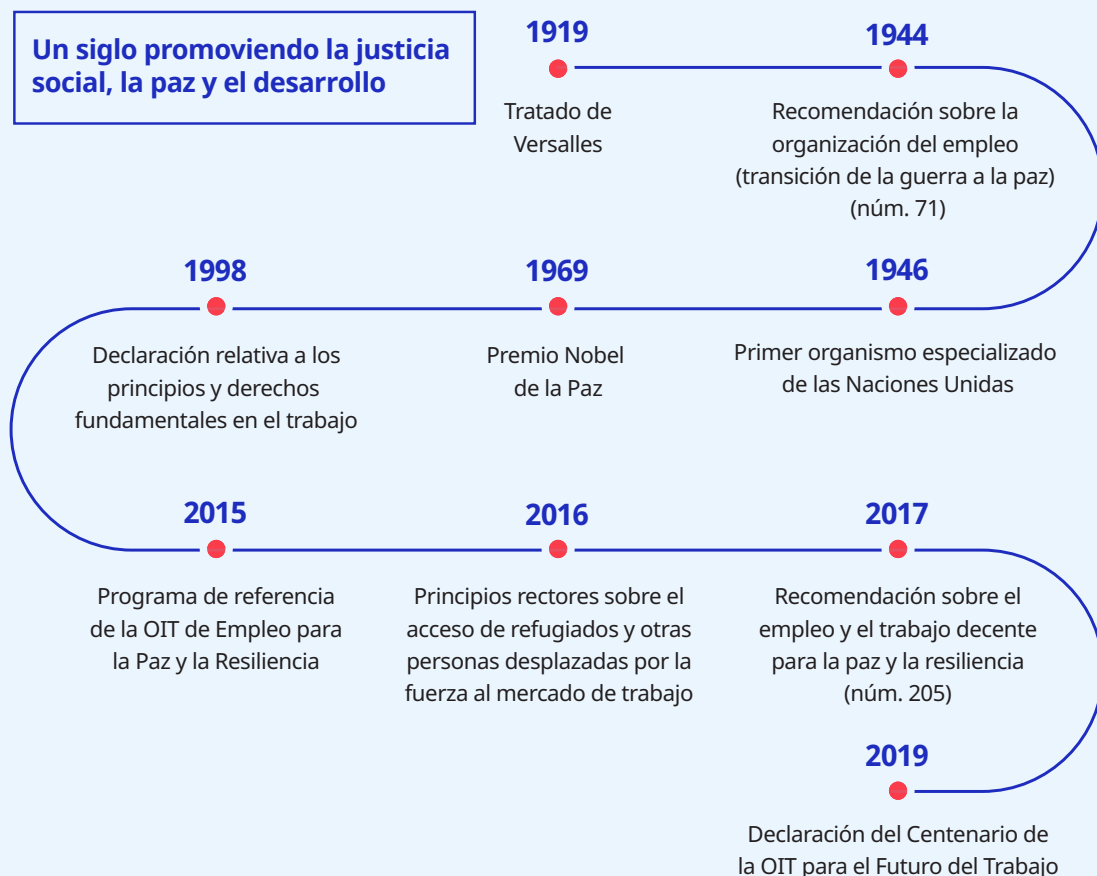 Un siglo promoviendo la justicia
social, la paz y el desarrollo
1919
Tratado de
Versalles
1944
Recomendación sobre la
organización del empleo
(transición de la guerra a la paz)
(núm. 71)
1946
Primer organismo especializado
de las Naciones Unidas
1969
Premio Nobel
de la Paz
1998
Declaración relativa a los
principios y derechos
fundamentales en el trabajo
2015
Programa de referencia
de la OIT de Empleo para
la Paz y la Resiliencia
2016
Principios rectores sobre el
acceso de refugiados y otras
personas desplazadas por la
fuerza al mercado de trabajo
2017
Recomendación sobre el
empleo y el trabajo decente
para la paz y la resiliencia
(núm. 205)
2019
Declaración del Centenario de
la OIT para el Futuro del Trabajo